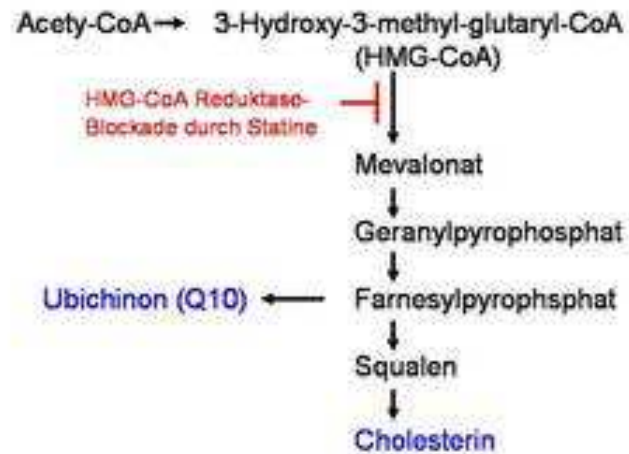 Acety-CoA 3-Hydroxy-3-methyl-glutaryl-CoA
(HMG-CoA)
HMG-CoA Reduktase-
Blockade durch Statine
Mevalonat
Geranylpyrophosphat
Ubichinon (Q10) Farnesylpyrophsphat
Squalen
Cholesterin